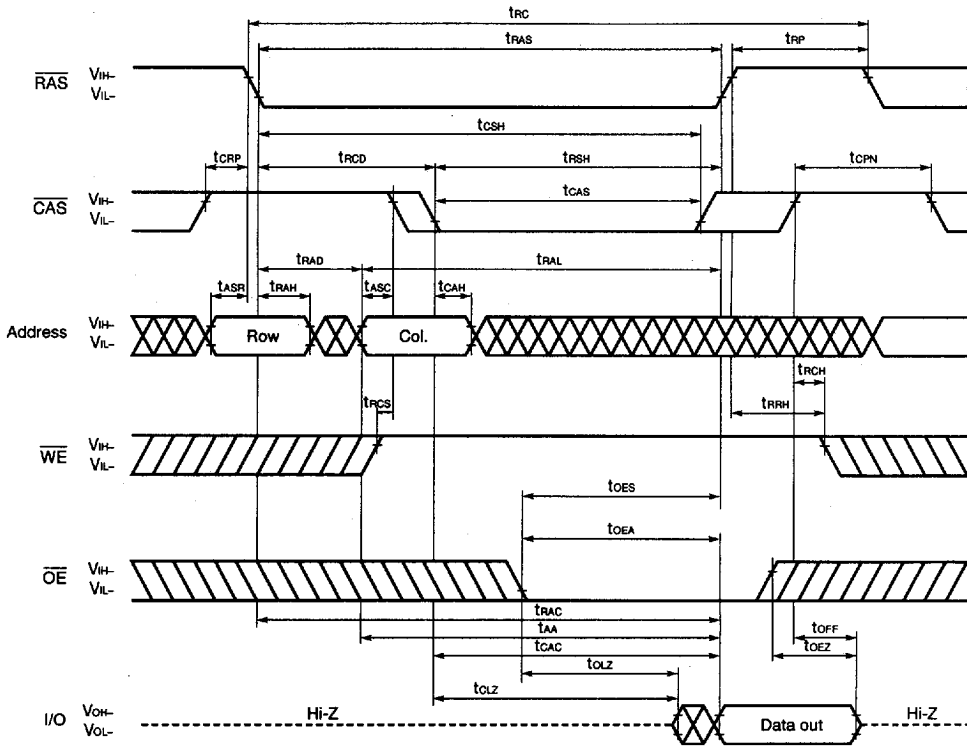 tRC
tRAS
tRP
RAS
VIH–
VIL–
tCSH
tCRP
tRCD
tRSH
tCPN
tCAS
CAS
VIH–
VIL–
tRAD
tRAL
tASR
tRAH
tASC
tCAH
Address
VIH–
VIL–
Row
Col.
tRCH
tRCS
tRRH
WE
VIH–
VIL–
tOES
tOEA
OE
VIH–
VIL–
tRAC
tAA
tOFF
tCAC
tOEZ
tOLZ
tCLZ
I/O
VOH–
VOL–
Hi-Z
Data out
Hi-Z